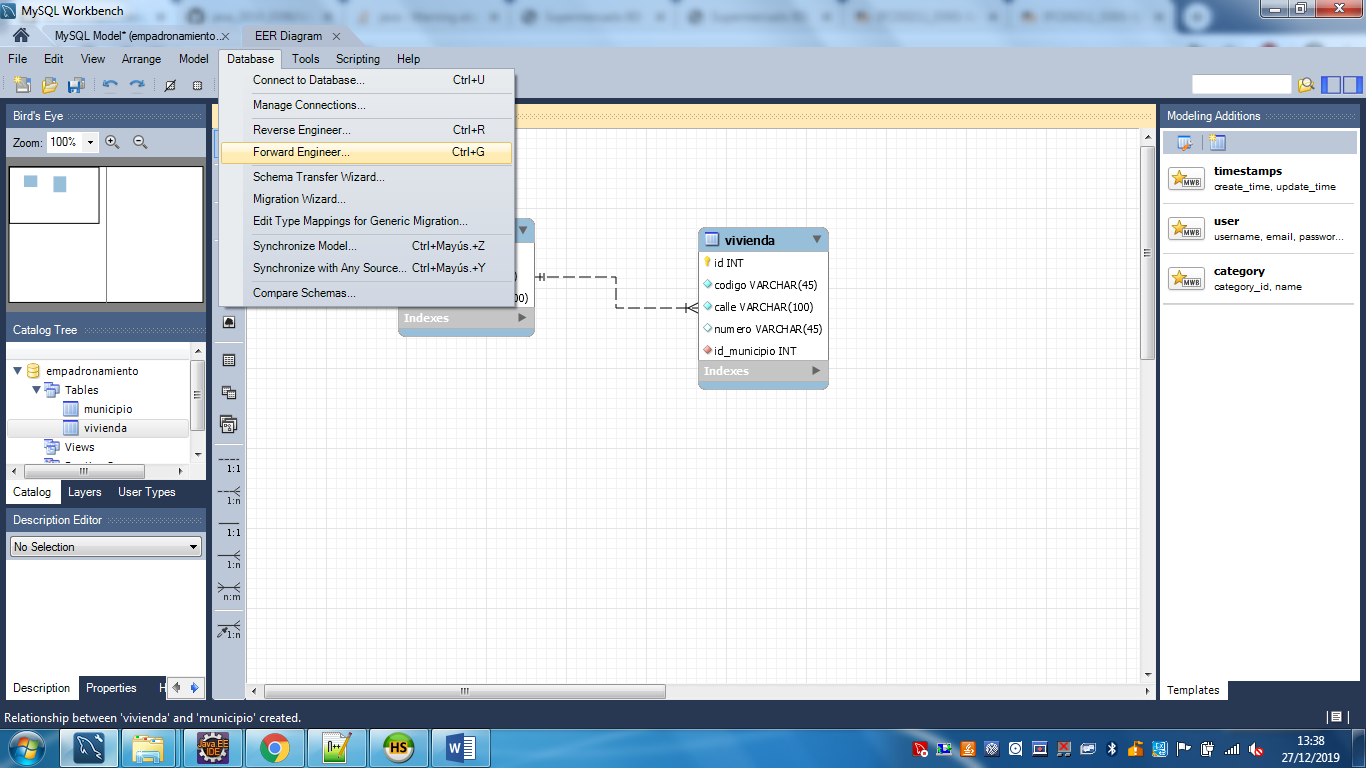 MySQL Workbench
MySQL Model* (empadronamiento...
EER Diagram
File Edit View Arrange Model Database Tools Scripting Help
Connect to Database... Ctrl+U
Manage Connections...
Reverse Engineer... Ctrl+R
Forward Engineer... Ctrl+G
Schema Transfer Wizard...
Migration Wizard...
Edit Type Mappings for Generic Migration...
Synchronize Model... Ctrl+Mayús.+Z
Synchronize with Any Source... Ctrl+Mayús.+Y
Compare Schemas...
Bird's Eye
Zoom: 100%
Catalog Tree
empadronamiento
Tables
municipio
vivienda
Views
Catalog Layers User Types
Description Editor
No Selection
Description Properties H
1:1
1:n
1:1
1:n
n:m
1:n
)
00)
Indexes
vivienda
id INT
codigo VARCHAR(45)
calle VARCHAR(100)
numero VARCHAR(45)
id_municipio INT
Indexes
Modeling Additions
MWB
timestamps
create_time, update_time
MWB
user
username, email, passwor...
MWB
category
category_id, name
Templates
Relationship between 'vivienda' and 'municipio' created.
Java EE
IDE
HS
W
13:38
27/12/2019